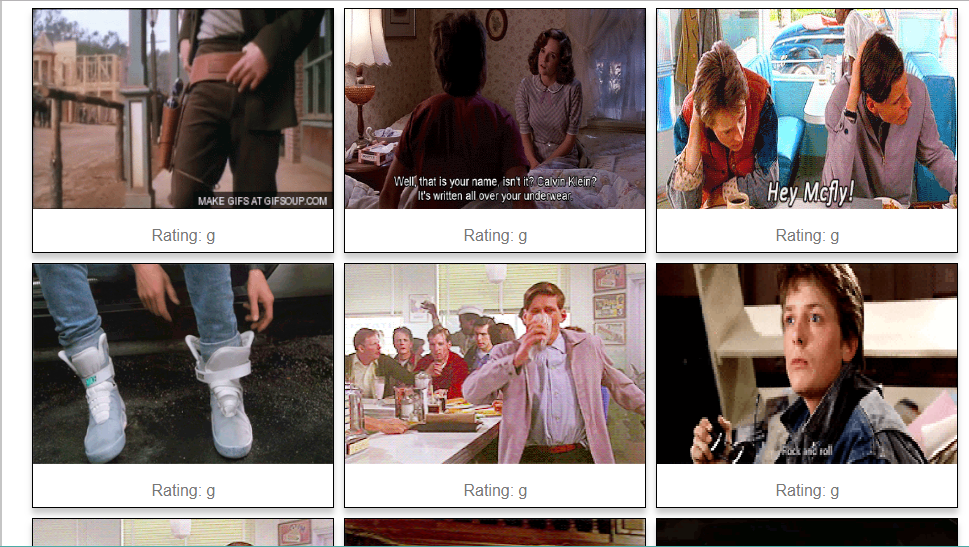 MAKE GIFS AT GIFSOUP.COM
Well, that is your name, isn't it? Calvin Klein?
It's written all over your underwear.
Hey Mcfly!
Rating: g
Rating: g
Rating: g
Rock and roll
Rating: g
Rating: g
Rating: g